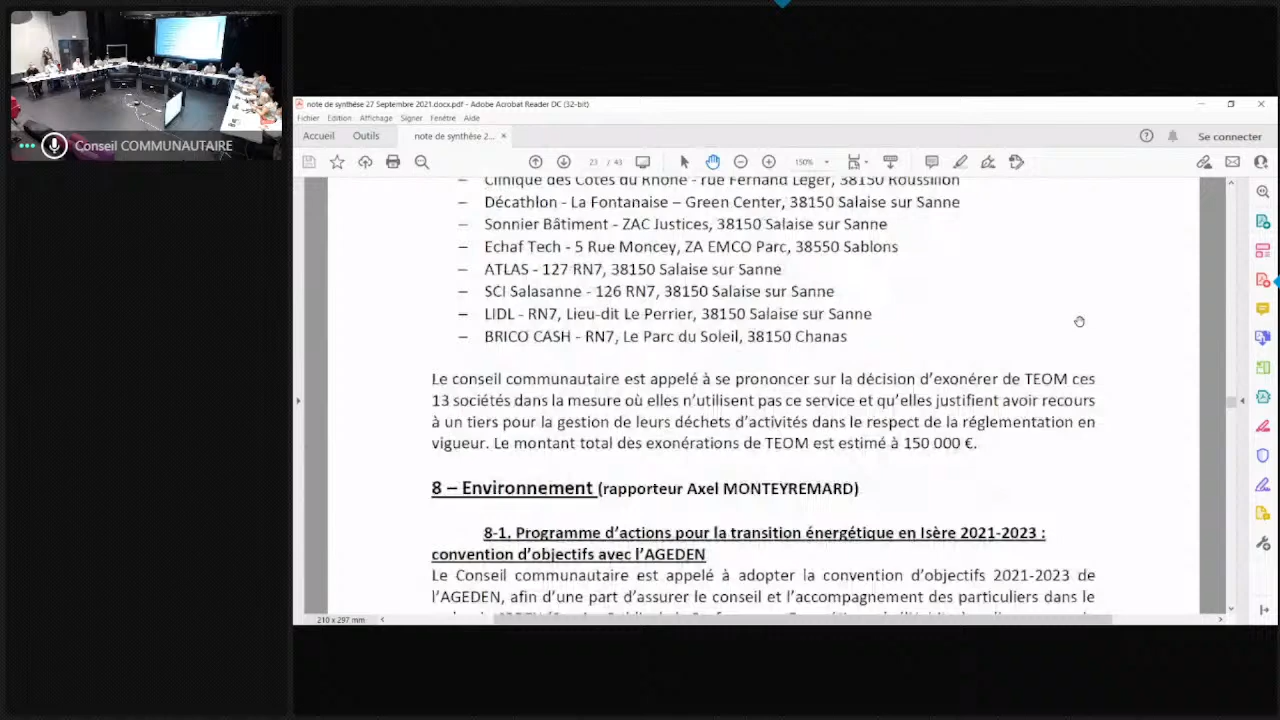 Conseil COMMUNAUTAIRE
note de synthèse 27 Septembre 2021.docx.pdf - Adobe Acrobat Reader DC (32-bit)
Fichier Edition Affichage Signer Fenêtre Aide
Accueil Outils note de synthèse 2... × Se connecter
23 / 43 150%
– Clinique des Côtes du Rhône - rue Fernand Léger, 38150 Roussillon
– Décathlon - La Fontanaise – Green Center, 38150 Salaise sur Sanne
– Sonnier Bâtiment - ZAC Justices, 38150 Salaise sur Sanne
– Echaf Tech - 5 Rue Moncey, ZA EMCO Parc, 38550 Sablons
– ATLAS - 127 RN7, 38150 Salaise sur Sanne
– SCI Salasanne - 126 RN7, 38150 Salaise sur Sanne
– LIDL - RN7, Lieu-dit Le Perrier, 38150 Salaise sur Sanne
– BRICO CASH - RN7, Le Parc du Soleil, 38150 Chanas
Le conseil communautaire est appelé à se prononcer sur la décision d'exonérer de TEOM ces
13 sociétés dans la mesure où elles n'utilisent pas ce service et qu'elles justifient avoir recours
à un tiers pour la gestion de leurs déchets d'activités dans le respect de la réglementation en
vigueur. Le montant total des exonérations de TEOM est estimé à 150 000 €.
8 – Environnement (rapporteur Axel MONTEYREMARD)
8-1. Programme d'actions pour la transition énergétique en Isère 2021-2023 :
convention d'objectifs avec l'AGEDEN
Le Conseil communautaire est appelé à adopter la convention d'objectifs 2021-2023 de
l'AGEDEN, afin d'une part d'assurer le conseil et l'accompagnement des particuliers dans le
210 x 297 mm